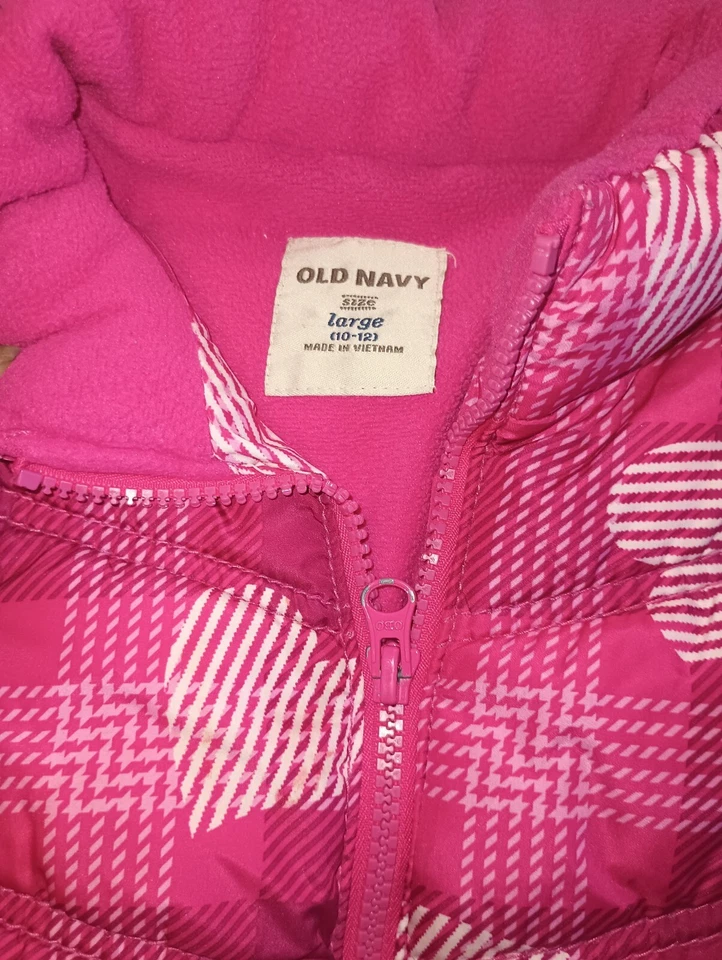 OLD NAVY
size
large
(10-12)
MADE IN VIETNAM